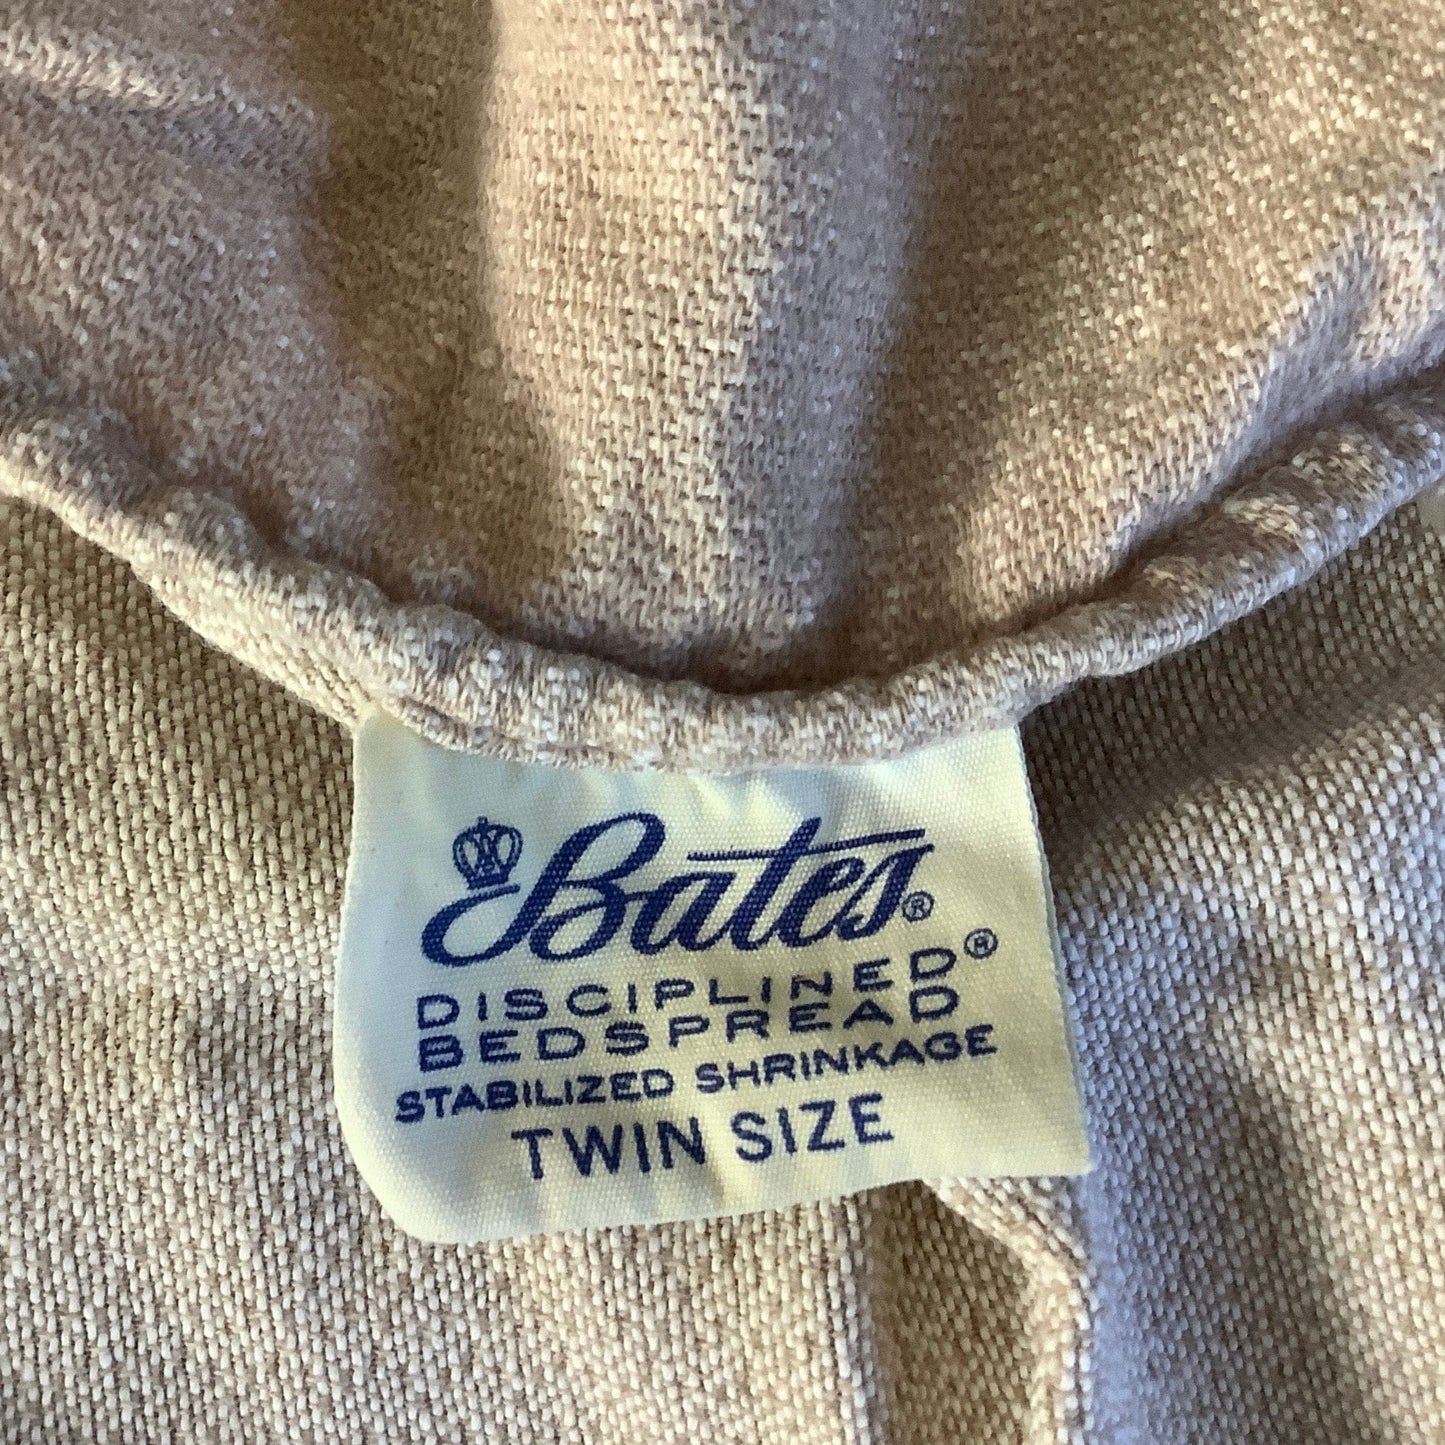 Bates®
DISCIPLINED®
BEDSPREAD
STABILIZED SHRINKAGE
TWIN SIZE